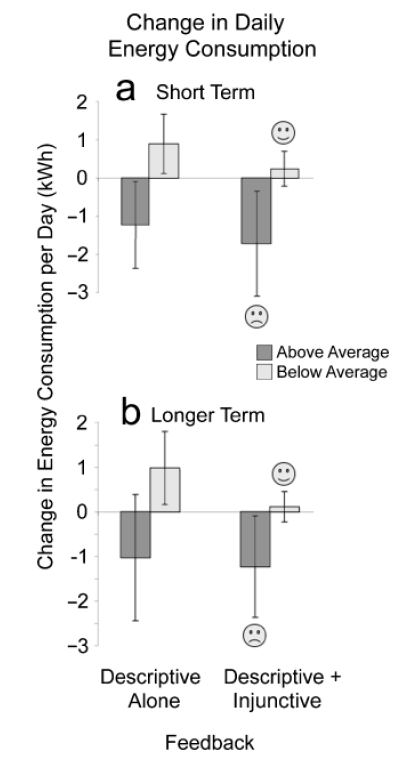 Change in Daily
Energy Consumption
a Short Term
Change in Energy Consumption per Day (kWh)
2
1
0
−1
−2
−3
Above Average
Below Average
b Longer Term
2
1
0
-1
−2
−3
Descriptive Alone
Descriptive + Injunctive
Feedback